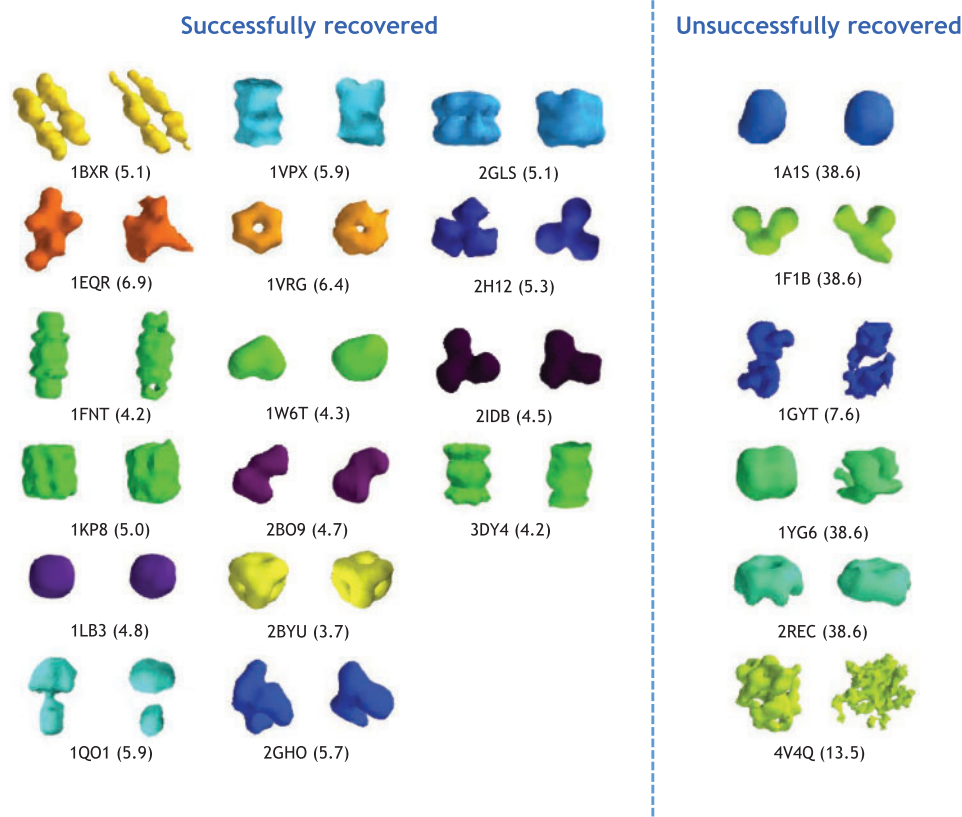 Successfully recovered
Unsuccessfully recovered
1BXR (5.1)
1VPX (5.9)
2GLS (5.1)
1A1S (38.6)
1EQR (6.9)
1VRG (6.4)
2H12 (5.3)
1F1B (38.6)
1FNT (4.2)
1W6T (4.3)
2IDB (4.5)
1GYT (7.6)
1KP8 (5.0)
2BO9 (4.7)
3DY4 (4.2)
1YG6 (38.6)
1LB3 (4.8)
2BYU (3.7)
2REC (38.6)
1QO1 (5.9)
2GHO (5.7)
4V4Q (13.5)